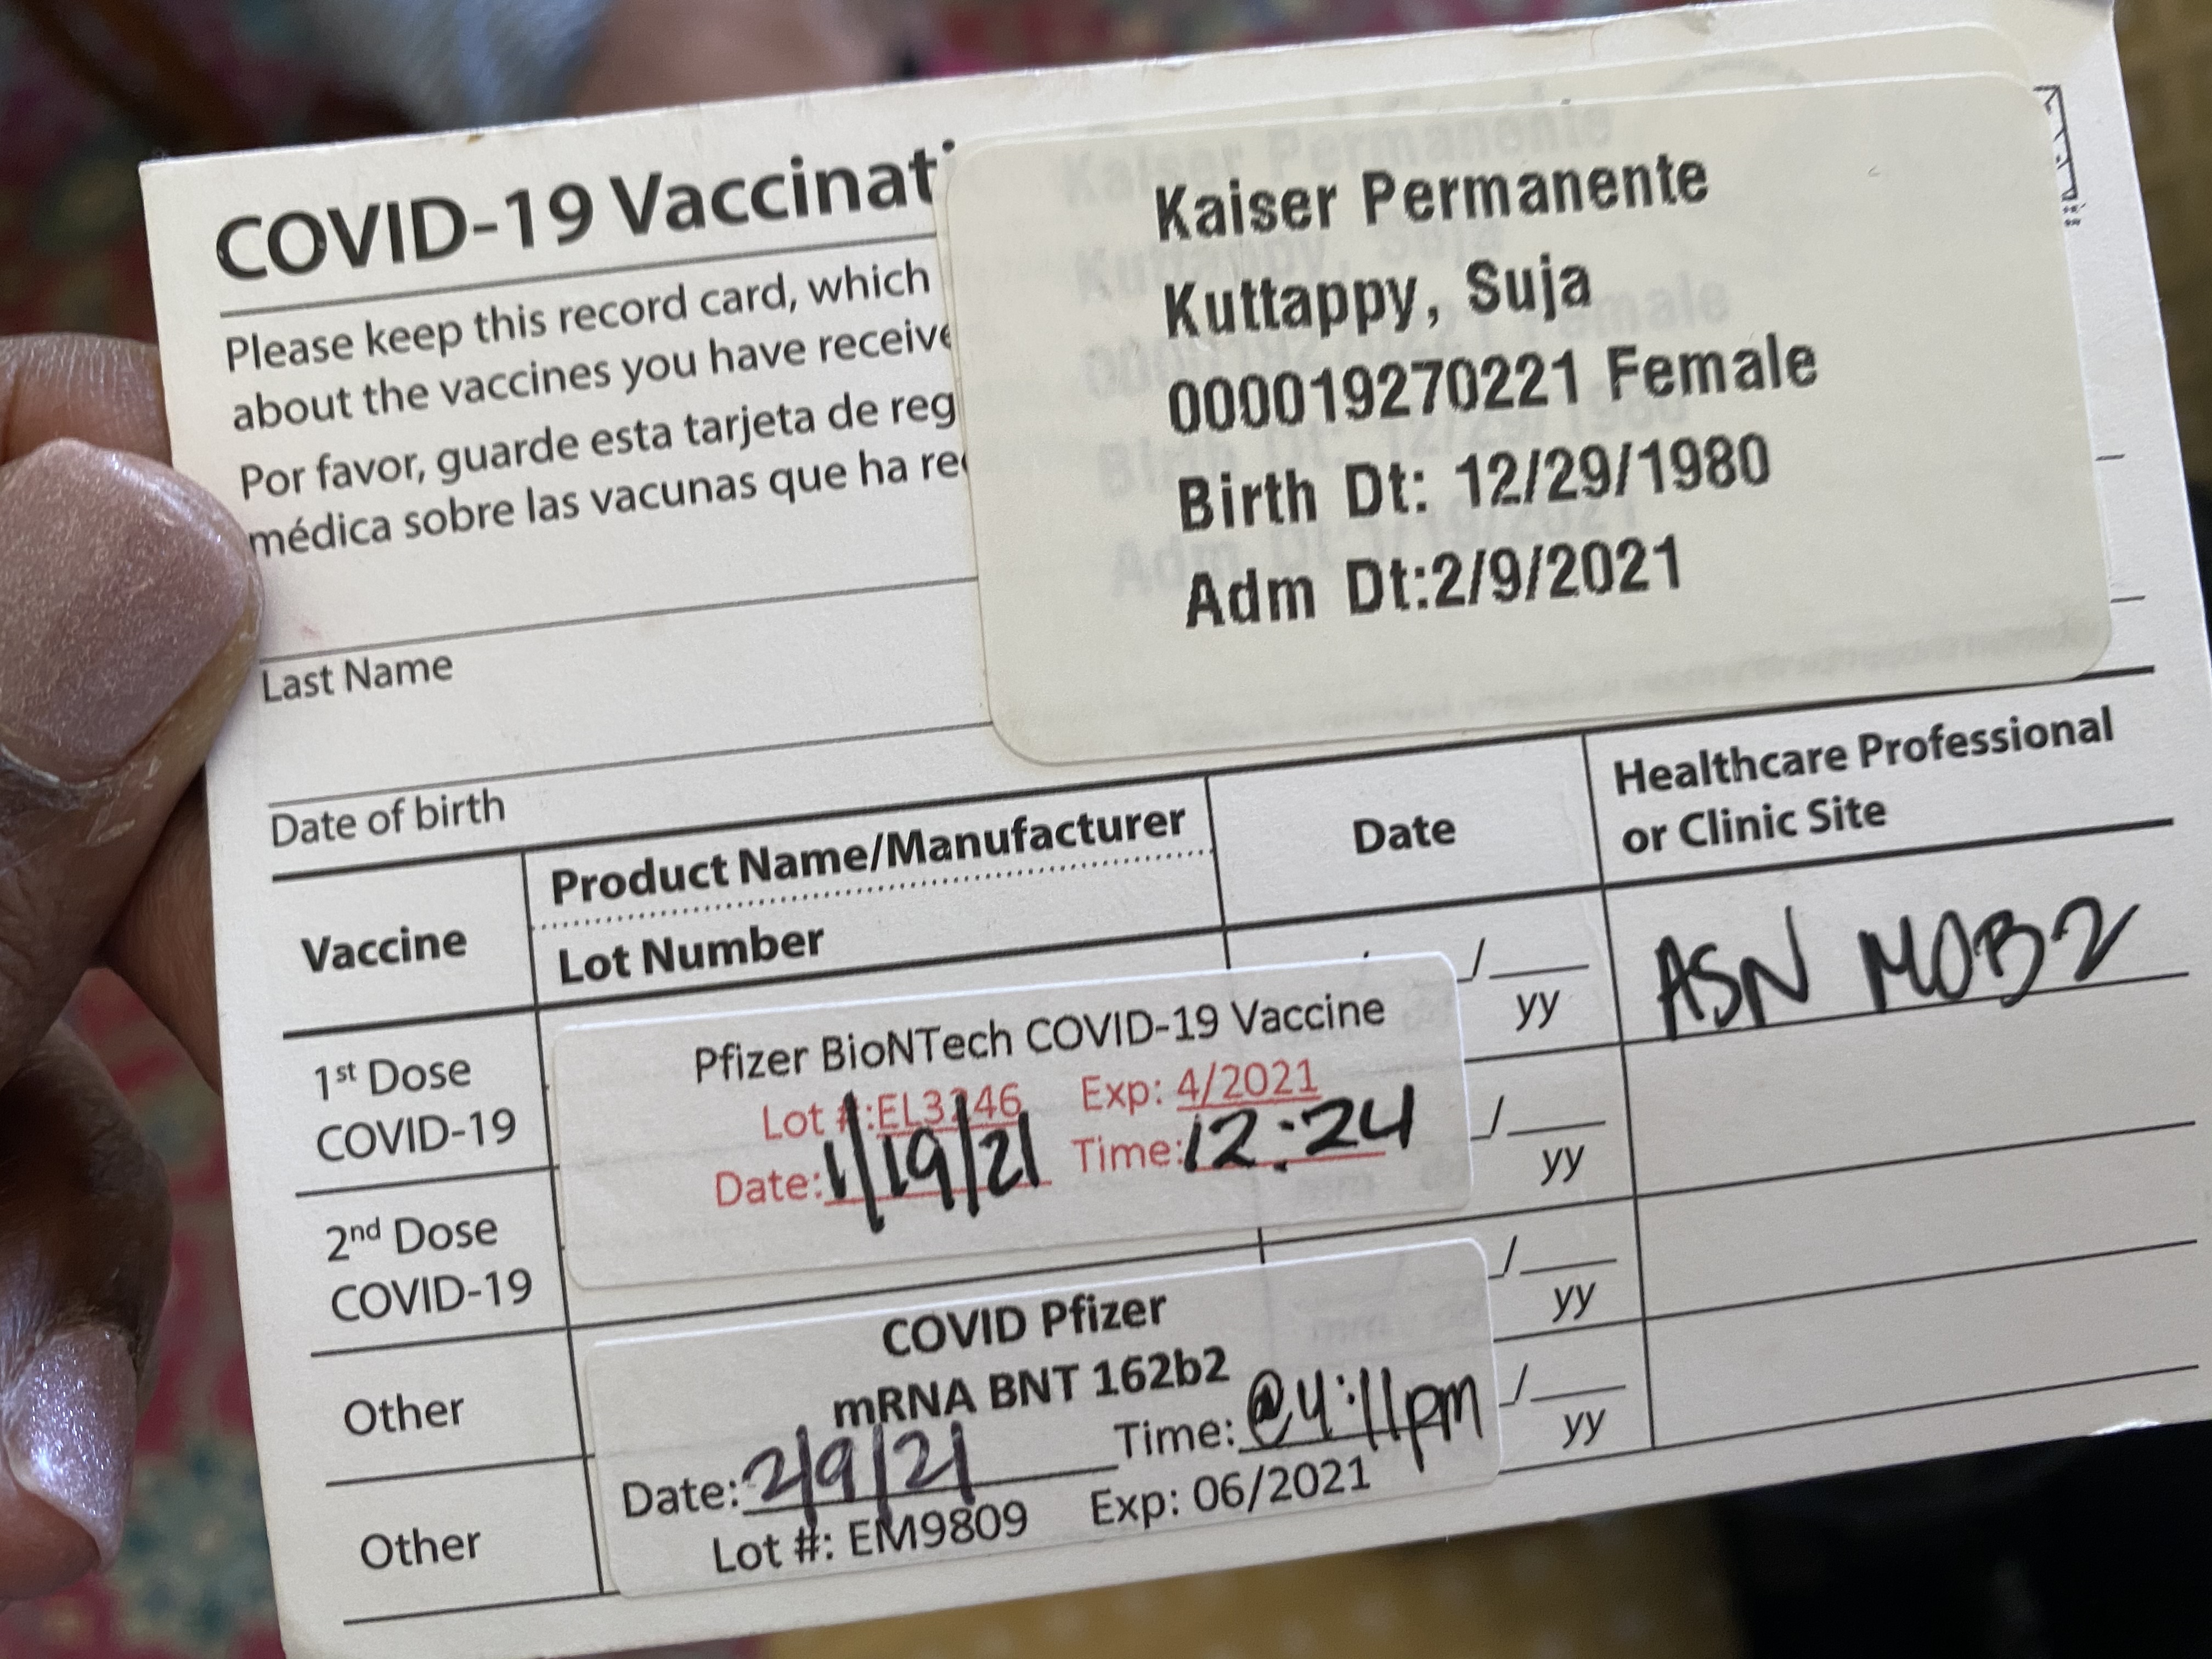 COVID-19 Vaccinat
Please keep this record card, which
about the vaccines you have receive
Por favor, guarde esta tarjeta de reg
médica sobre las vacunas que ha re
Kaiser Permanente
Kuttappy, Suja
000019270221 Female
Birth Dt: 12/29/1980
Adm Dt:2/9/2021
Last Name
Date of birth
Vaccine
Product Name/Manufacturer
Lot Number
Date
Healthcare Professional
or Clinic Site
1st Dose
COVID-19
Pfizer BioNTech COVID-19 Vaccine
Lot #: Exp: 4/2021
Date: 1/19/21 Time: 12:24
/ yy
ASN MOB2
2nd Dose
COVID-19
/ yy
Other
COVID Pfizer
mRNA BNT 162b2
Date: 2/9/21 Time: @4:11pm
Lot #: EM9809 Exp: 06/2021
/ yy
Other
/ yy